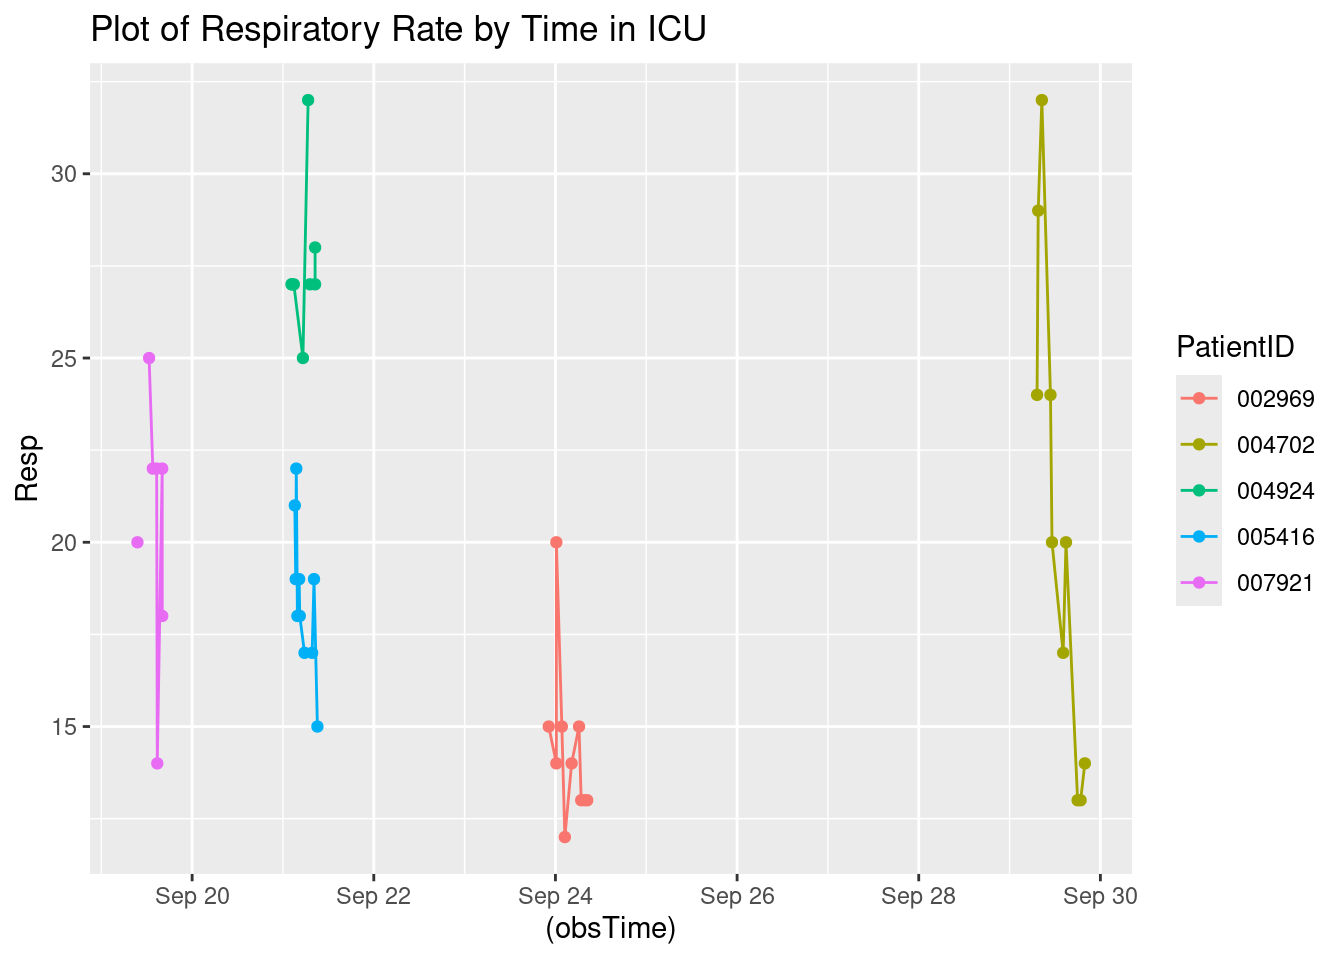 Plot of Respiratory Rate by Time in ICU
30
25
20
15
Resp
Sep 20
Sep 22
Sep 24
Sep 26
Sep 28
Sep 30
(obsTime)
PatientID
002969
004702
004924
005416
007921